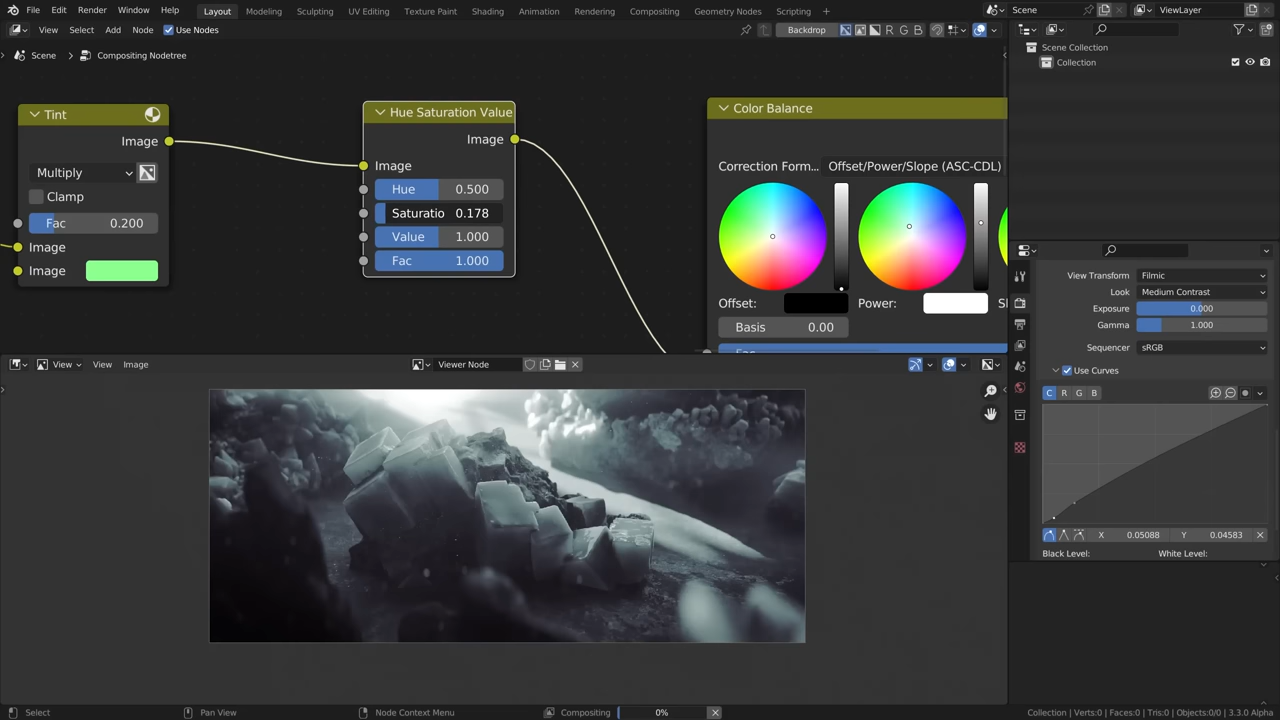 File Edit Render Window Help Layout Modeling Sculpting UV Editing Texture Paint Shading Animation Rendering Compositing Geometry Nodes Scripting + Scene ViewLayer
View Select Add Node Use Nodes Backdrop R G B
Scene Compositing Nodetree
Scene Collection
Collection
Tint
Image
Multiply
Clamp
Fac 0.200
Image
Image
Hue Saturation Value
Image
Image
Hue 0.500
Saturatio 0.178
Value 1.000
Fac 1.000
Color Balance
Correction Form... Offset/Power/Slope (ASC-CDL)
Offset: Power: Sl
Basis 0.00
Fac
View Transform Filmic
Look Medium Contrast
Exposure 0.000
Gamma 1.000
Sequencer sRGB
Use Curves
C R G B
X 0.05088 Y 0.04583
Black Level: White Level:
View View Image Viewer Node
Select Pan View Node Context Menu Compositing 0% Collection | Verts:0 | Faces:0 | Tris:0 | Objects:0/0 | 3.3.0 Alpha